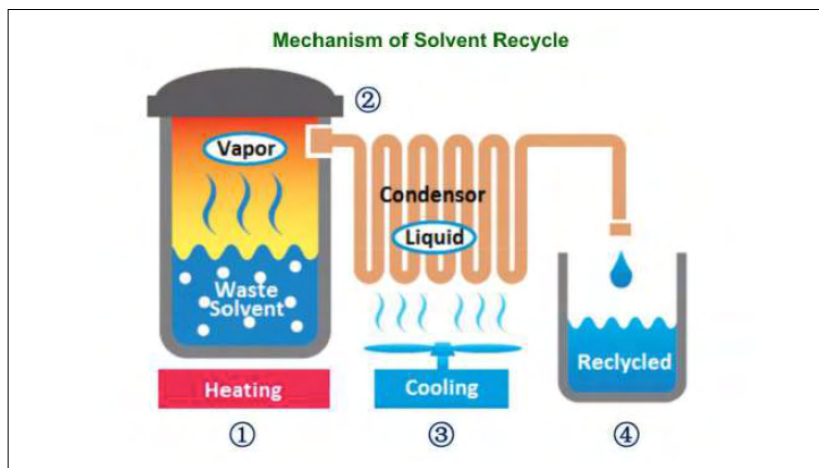 Mechanism of Solvent Recycle
②
Vapor
Condensor
Liquid
Waste
Solvent
Reclycled
Heating
Cooling
①
③
④